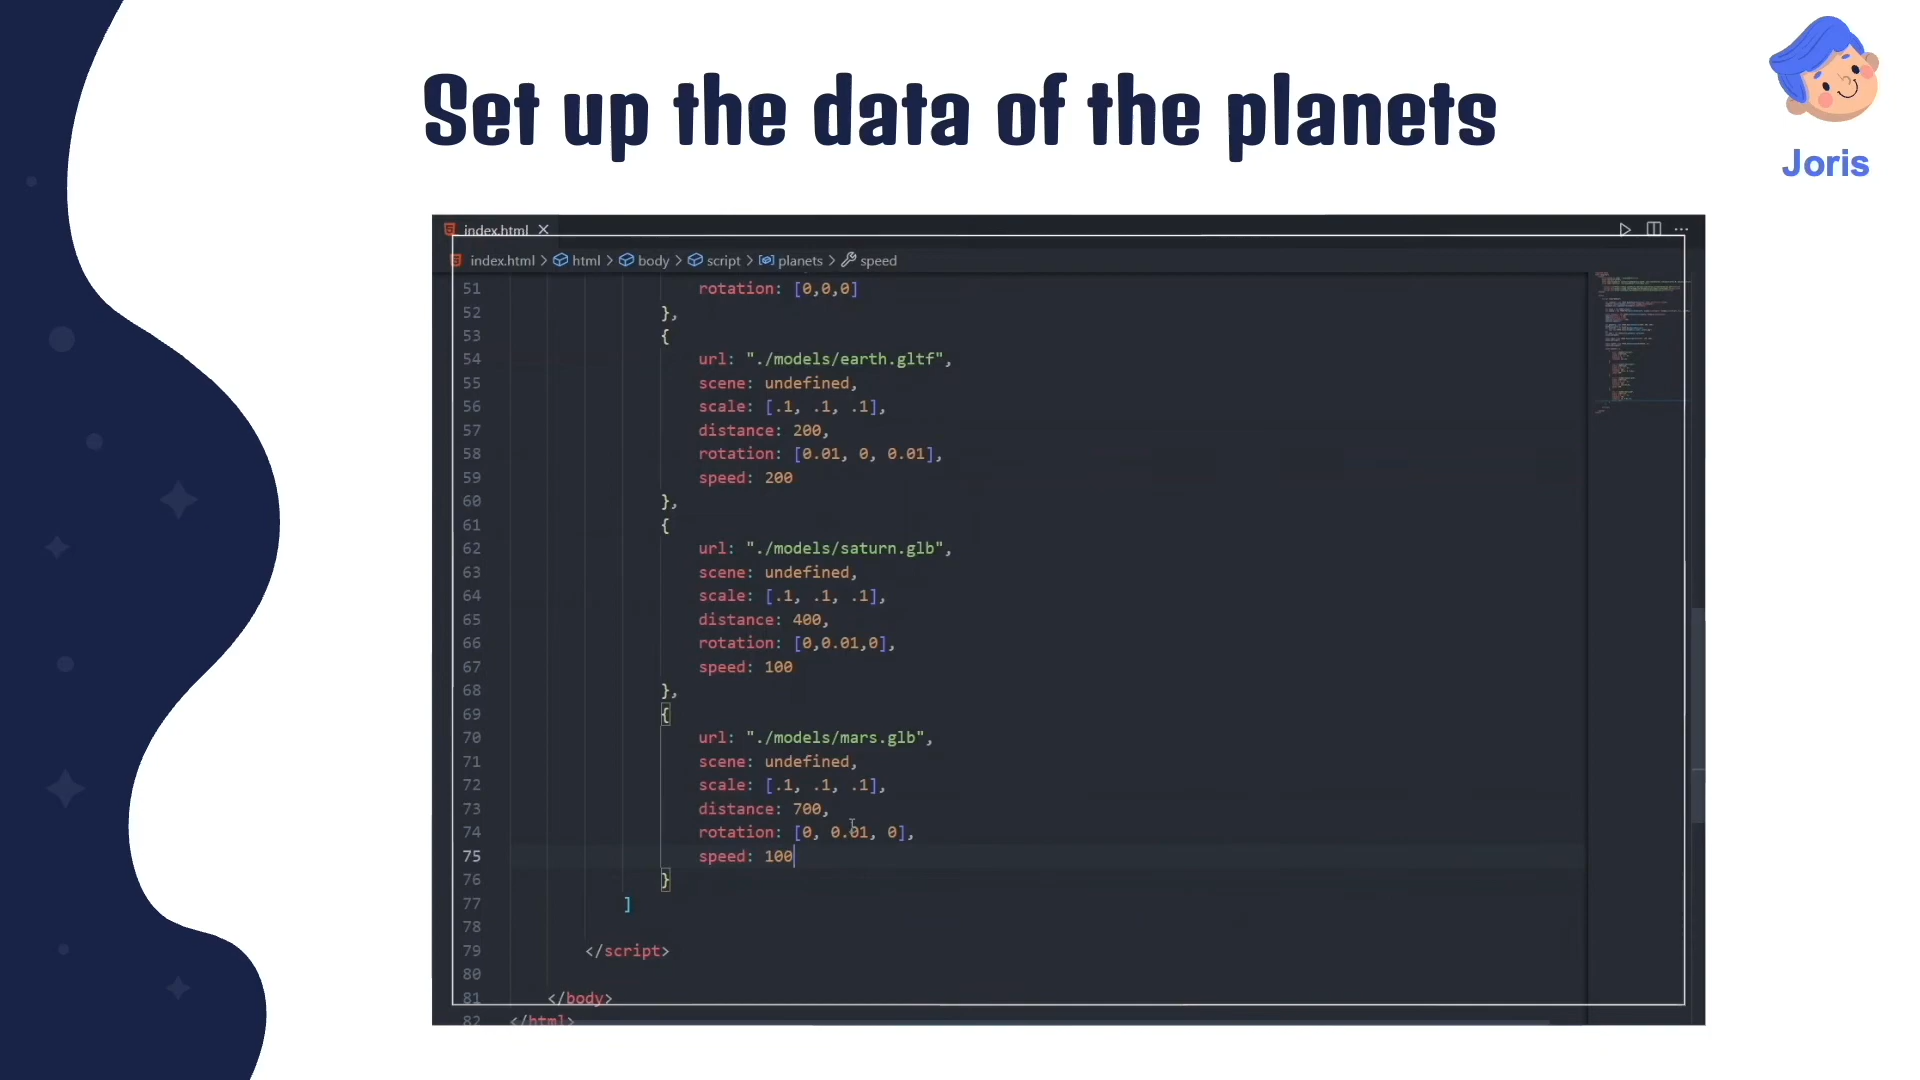 Set up the data of the planets
Joris
index.html
index.html > html > body > script > planets > speed
51 rotation: [0,0,0]
52 },
53 {
54 url: "./models/earth.gltf",
55 scene: undefined,
56 scale: [.1, .1, .1],
57 distance: 200,
58 rotation: [0.01, 0, 0.01],
59 speed: 200
60 },
61 {
62 url: "./models/saturn.glb",
63 scene: undefined,
64 scale: [.1, .1, .1],
65 distance: 400,
66 rotation: [0,0.01,0],
67 speed: 100
68 },
69 {
70 url: "./models/mars.glb",
71 scene: undefined,
72 scale: [.1, .1, .1],
73 distance: 700,
74 rotation: [0, 0.01, 0],
75 speed: 100
76 }
77 ]
78
79 </script>
80
81 </body>
82 </html>